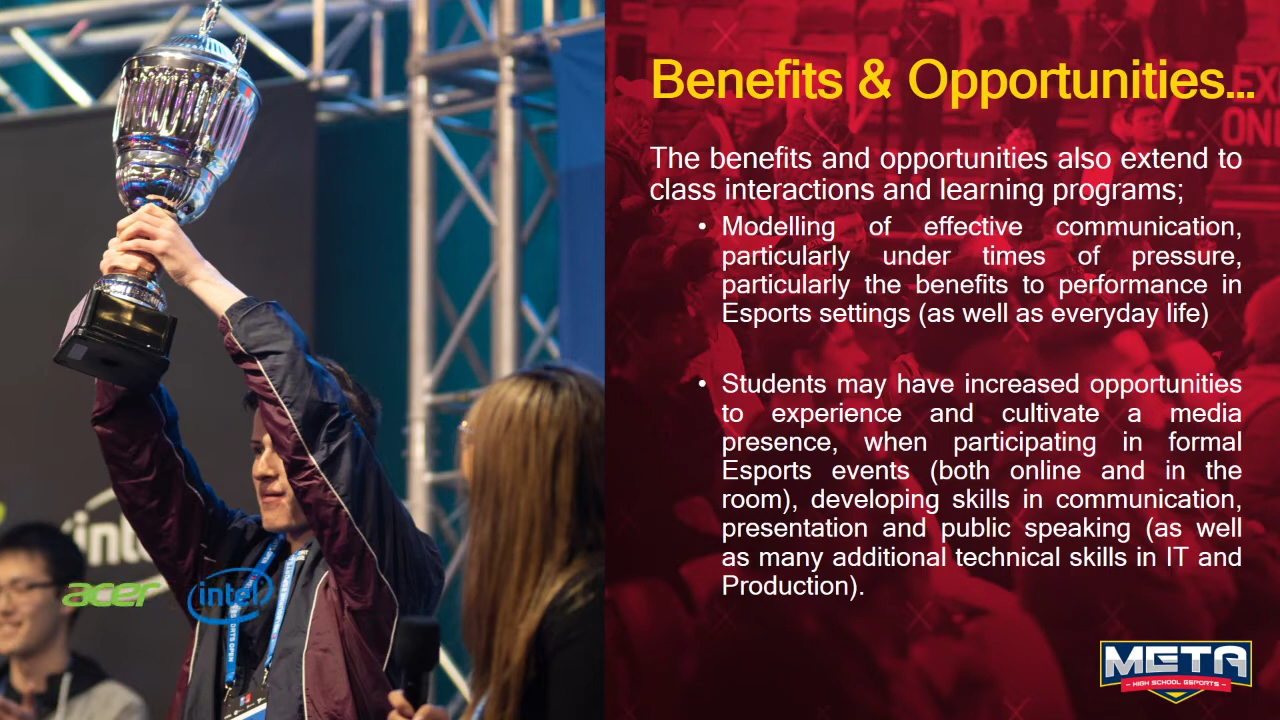 Benefits & Opportunities...
The benefits and opportunities also extend to
class interactions and learning programs;
• Modelling of effective communication,
particularly under times of pressure,
particularly the benefits to performance in
Esports settings (as well as everyday life)
• Students may have increased opportunities
to experience and cultivate a media
presence, when participating in formal
Esports events (both online and in the
room), developing skills in communication,
presentation and public speaking (as well
as many additional technical skills in IT and
Production).
acer
intel
META
HIGH SCHOOL ESPORTS